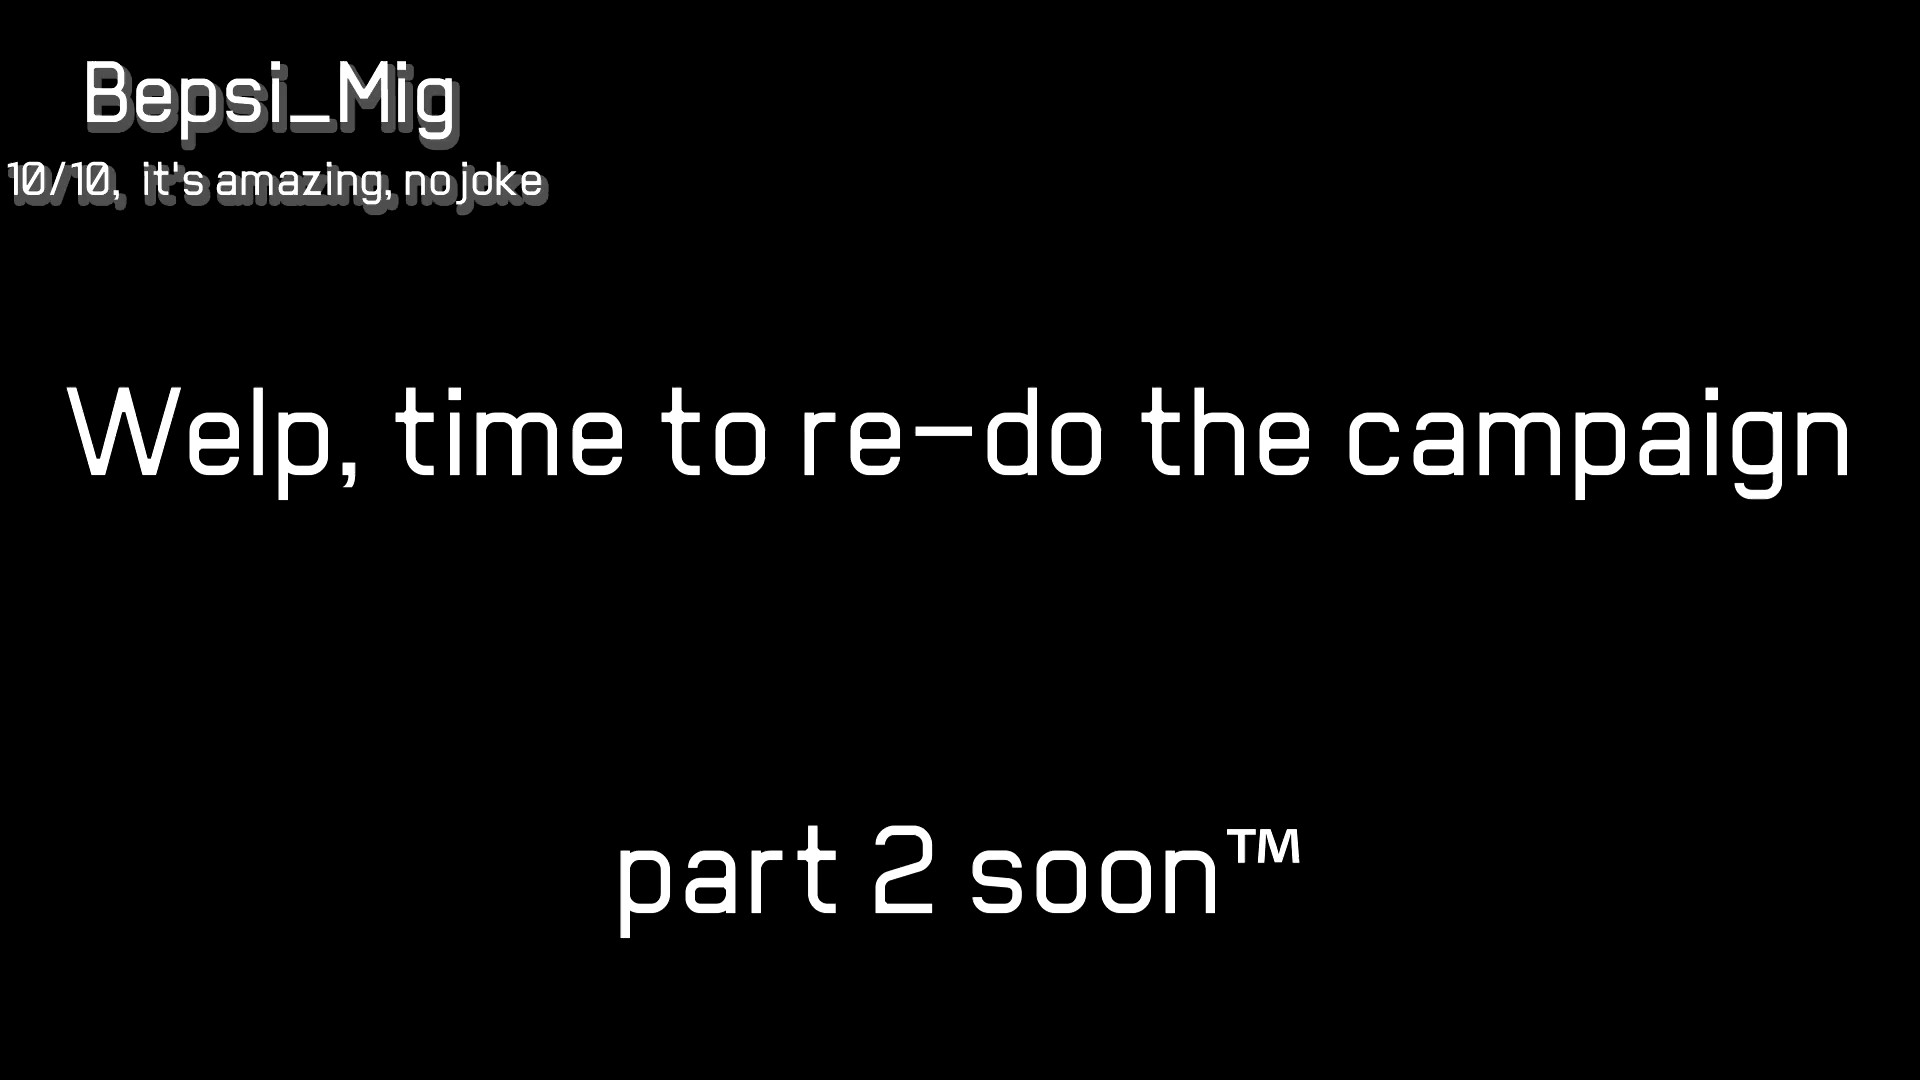 Bepsi_Mig
10/10, it's amazing, no joke
Welp, time to re-do the campaign
part 2 soon™